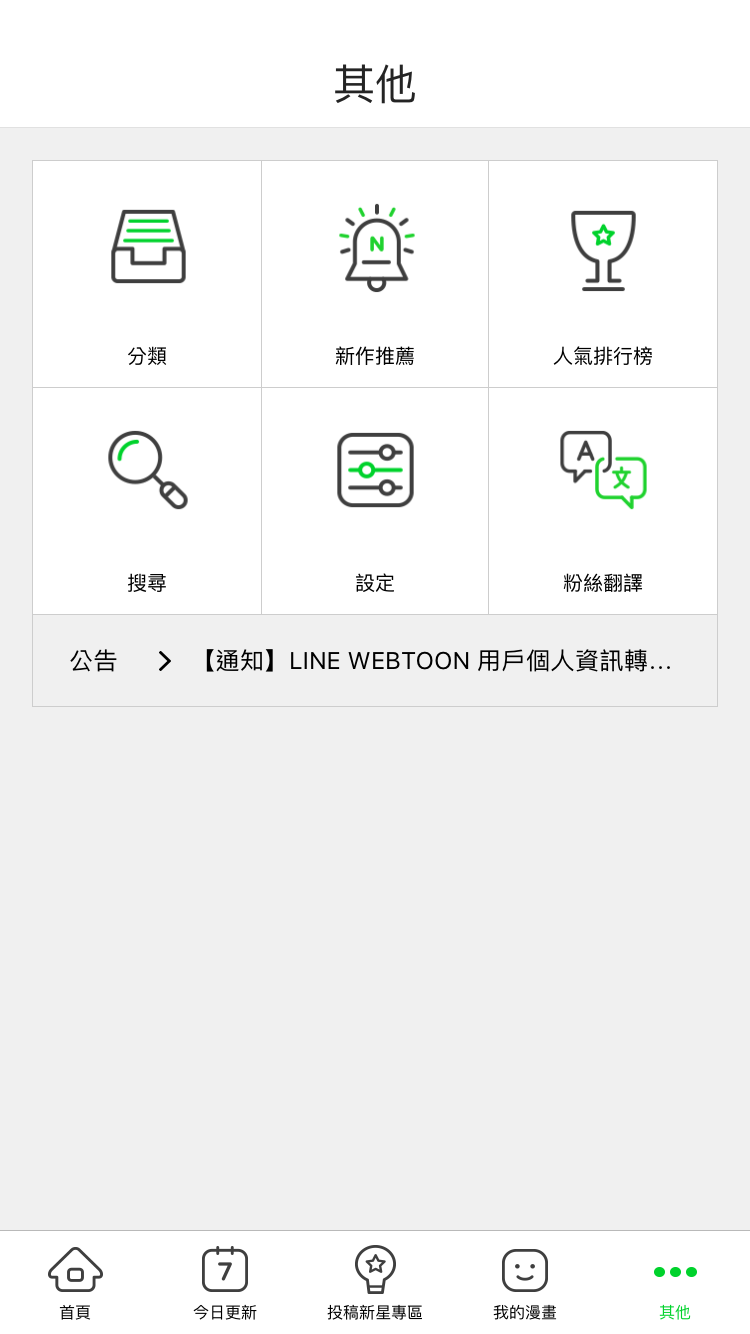 其他
N
分類
新作推薦
人氣排行榜
A
文
搜尋
設定
粉絲翻譯
公告
【通知】LINE WEBTOON 用戶個人資訊轉...
7
首頁
今日更新
投稿新星專區
我的漫畫
其他